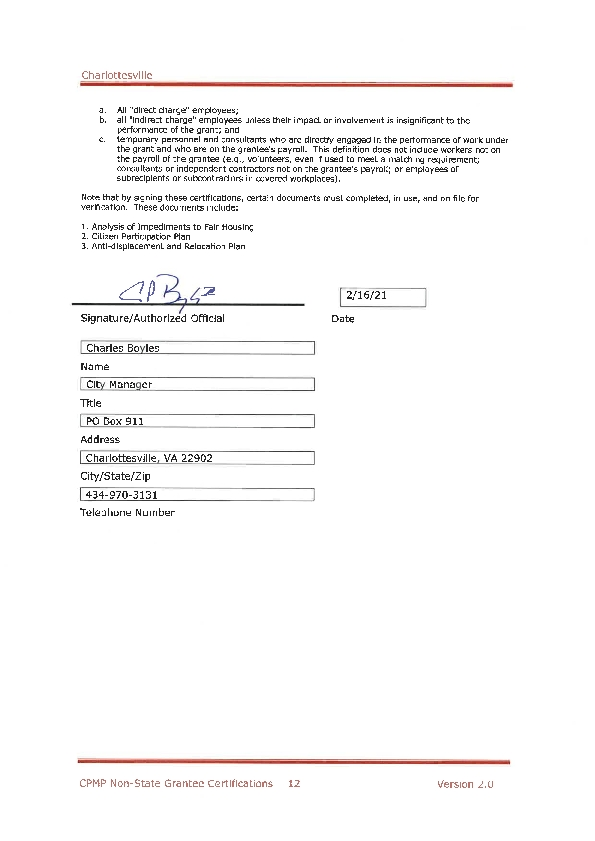 Charlottesville
a. All "direct charge" employees;
b. all "indirect charge" employees unless their impact or involvement is insignificant to the
performance of the grant; and
c. temporary personnel and consultants who are directly engaged in the performance of work under
the grant and who are on the grantee's payroll. This definition does not include workers not on
the payroll of the grantee (e.g., volunteers, even if used to meet a matching requirement;
consultants or independent contractors not on the grantee's payroll; or employees of
subrecipients or subcontractors in covered workplaces).
Note that by signing these certifications, certain documents must completed, in use, and on file for
verification. These documents include:
1. Analysis of Impediments to Fair Housing
2. Citizen Participation Plan
3. Anti-displacement and Relocation Plan
2/16/21
Signature/Authorized Official Date
Charles Boyles
Name
City Manager
Title
PO Box 911
Address
Charlottesville, VA 22902
City/State/Zip
434-970-3131
Telephone Number
CPMP Non-State Grantee Certifications 12 Version 2.0